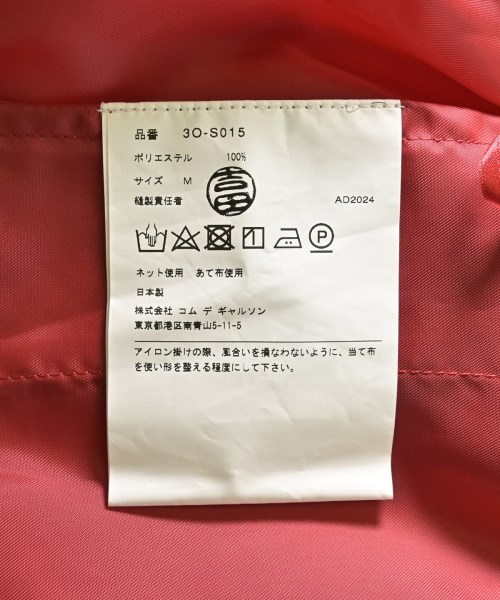 品番 3O-S015
ポリエステル 100%
サイズ M
縫製責任者 吉田 AD2024
ネット使用 あて布使用
日本製
株式会社 コム デ ギャルソン
東京都港区南青山5-11-5
アイロン掛けの際、風合いを損なわないように、当て布
を使い形を整える程度にして下さい。